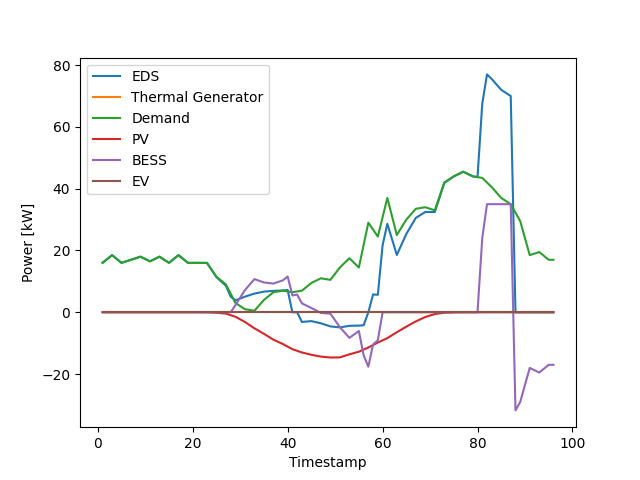 EDS
Thermal Generator
Demand
PV
BESS
EV
80
60
40
20
0
−20
Power [kW]
0 20 40 60 80 100
Timestamp